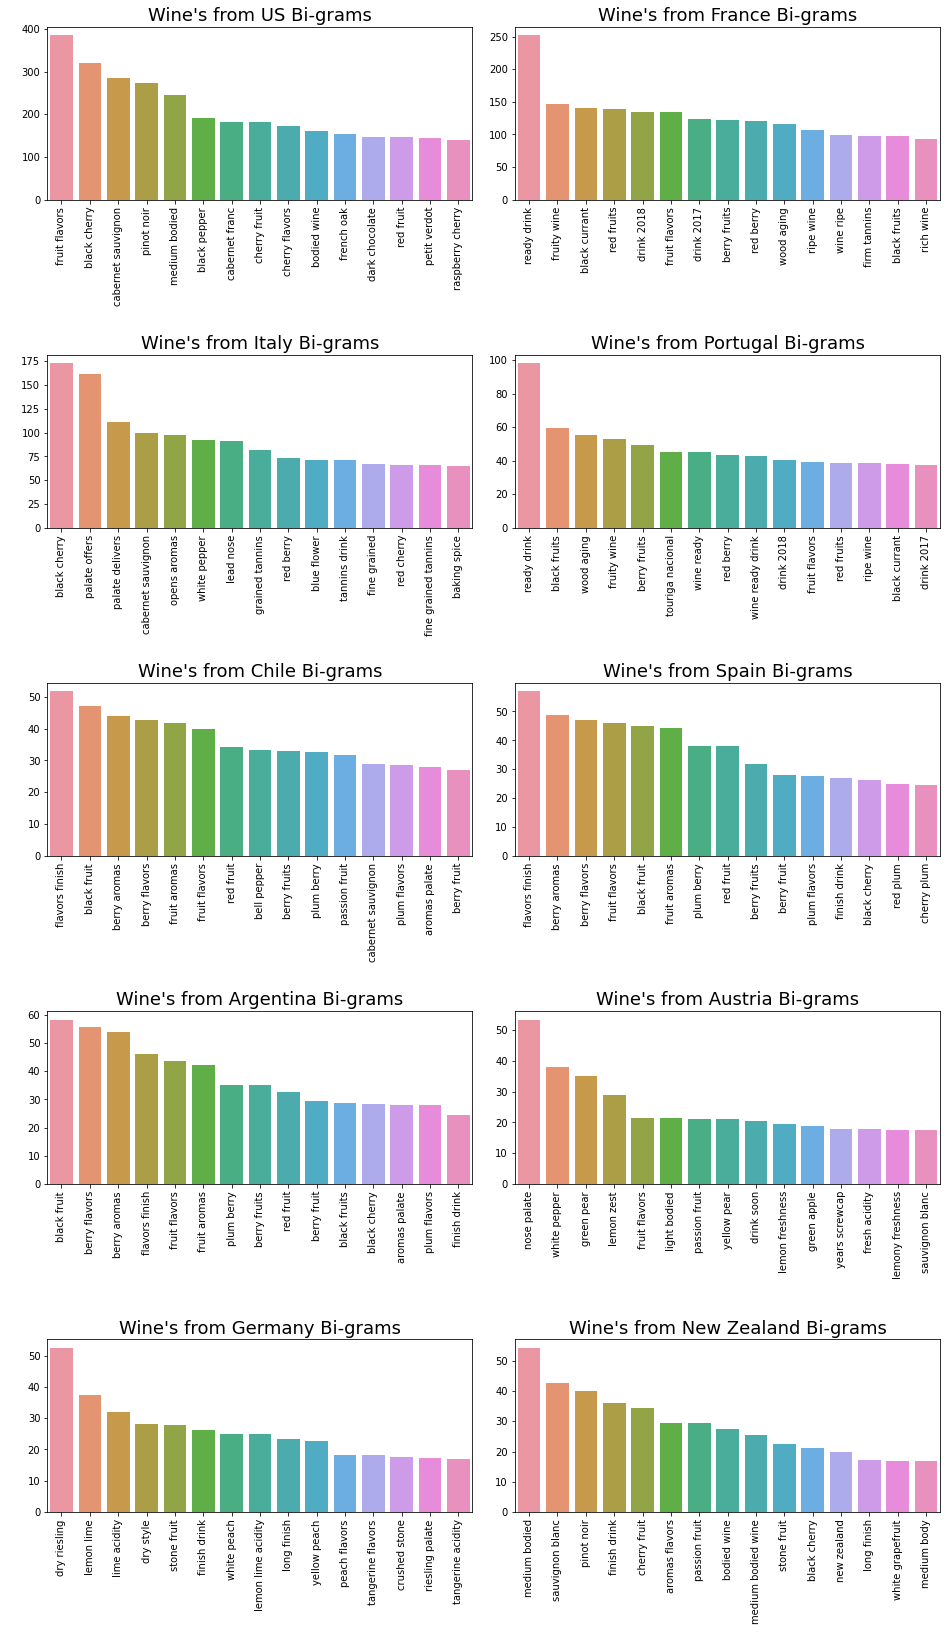 Wine's from US Bi-grams
400
300
200
100
0
fruit flavors
black cherry
cabernet sauvignon
pinot noir
medium bodied
black pepper
cabernet franc
cherry fruit
cherry flavors
bodied wine
french oak
dark chocolate
red fruit
petit verdot
raspberry cherry
Wine's from France Bi-grams
250
200
150
100
50
0
ready drink
fruity wine
black currant
red fruits
drink 2018
fruit flavors
drink 2017
berry fruits
red berry
wood aging
ripe wine
wine ripe
firm tannins
black fruits
rich wine
Wine's from Italy Bi-grams
175
150
125
100
75
50
25
0
black cherry
palate offers
palate delivers
cabernet sauvignon
opens aromas
white pepper
lead nose
grained tannins
red berry
blue flower
tannins drink
fine grained
red cherry
fine grained tannins
baking spice
Wine's from Portugal Bi-grams
100
80
60
40
20
0
ready drink
black fruits
wood aging
fruity wine
berry fruits
touriga nacional
wine ready
red berry
wine ready drink
drink 2018
fruit flavors
red fruits
ripe wine
black currant
drink 2017
Wine's from Chile Bi-grams
50
40
30
20
10
0
flavors finish
black fruit
berry aromas
berry flavors
fruit aromas
fruit flavors
red fruit
bell pepper
berry fruits
plum berry
passion fruit
cabernet sauvignon
plum flavors
aromas palate
berry fruit
Wine's from Spain Bi-grams
50
40
30
20
10
0
flavors finish
berry aromas
berry flavors
fruit flavors
black fruit
fruit aromas
plum berry
red fruit
berry fruits
berry fruit
plum flavors
finish drink
black cherry
red plum
cherry plum
Wine's from Argentina Bi-grams
60
50
40
30
20
10
0
black fruit
berry flavors
berry aromas
flavors finish
fruit flavors
fruit aromas
plum berry
berry fruits
red fruit
berry fruit
black fruits
black cherry
aromas palate
plum flavors
finish drink
Wine's from Austria Bi-grams
50
40
30
20
10
0
nose palate
white pepper
green pear
lemon zest
fruit flavors
light bodied
passion fruit
yellow pear
drink soon
lemon freshness
green apple
years screwcap
fresh acidity
lemony freshness
sauvignon blanc
Wine's from Germany Bi-grams
50
40
30
20
10
0
dry riesling
lemon lime
lime acidity
dry style
stone fruit
finish drink
white peach
lemon lime acidity
long finish
yellow peach
peach flavors
tangerine flavors
crushed stone
riesling palate
tangerine acidity
Wine's from New Zealand Bi-grams
50
40
30
20
10
0
medium bodied
sauvignon blanc
pinot noir
finish drink
cherry fruit
aromas flavors
passion fruit
bodied wine
medium bodied wine
stone fruit
black cherry
new zealand
long finish
white grapefruit
medium body